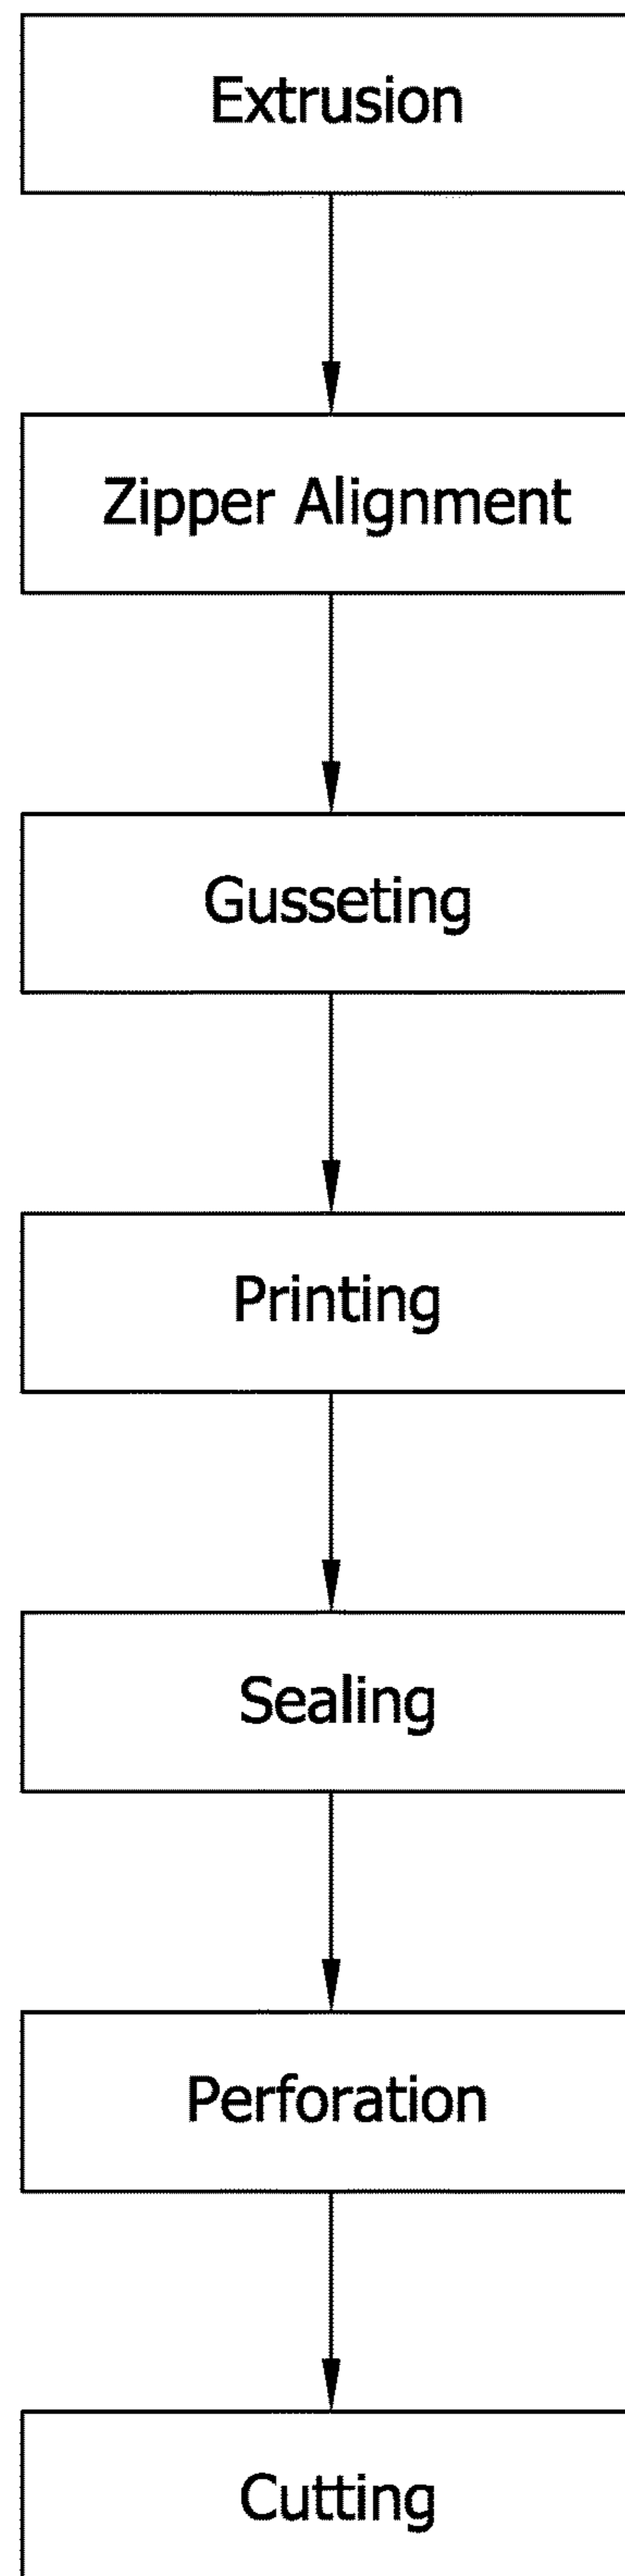 Extrusion
Zipper Alignment
Gusseting
Printing
Sealing
Perforation
Cutting